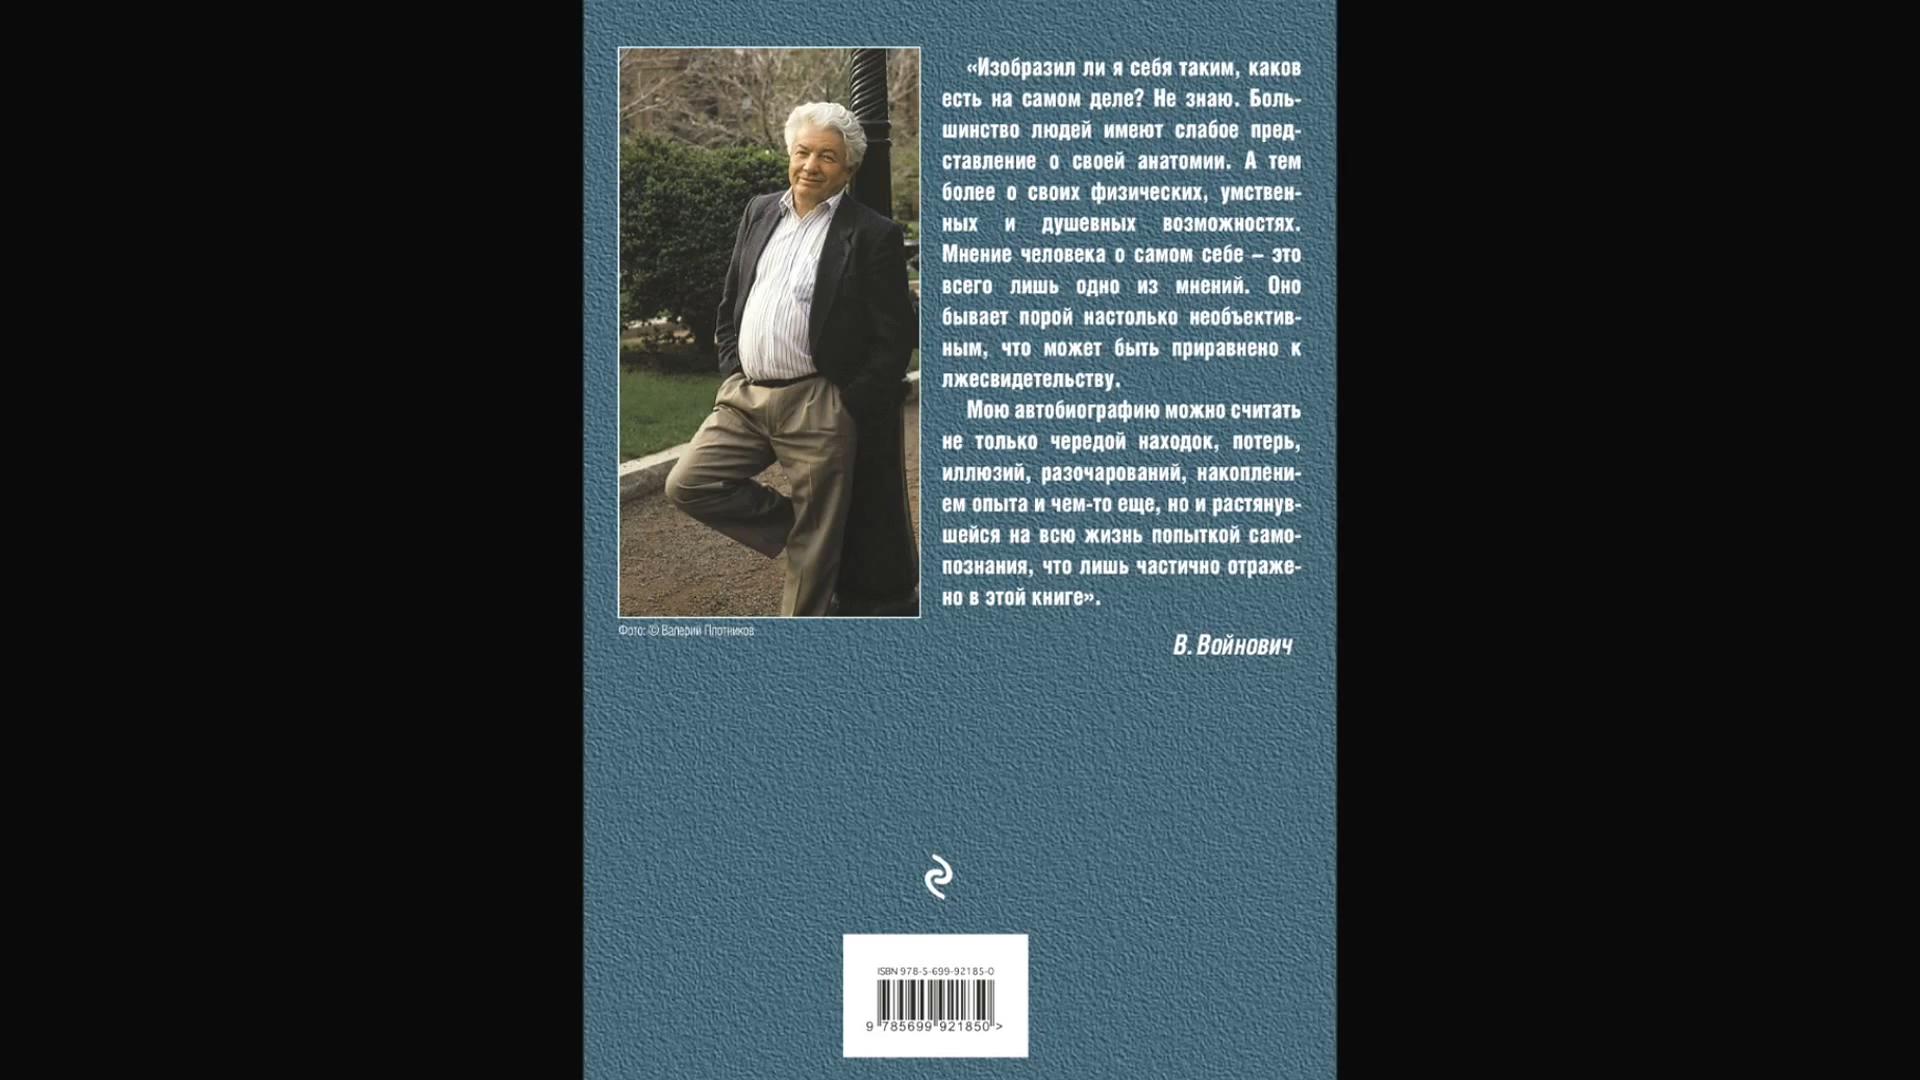 «Изобразил ли я себя таким, каков
есть на самом деле? Не знаю. Боль-
шинство людей имеют слабое пред-
ставление о своей анатомии. А тем
более о своих физических, умствен-
ных и душевных возможностях.
Мнение человека о самом себе – это
всего лишь одно из мнений. Оно
бывает порой настолько необъектив-
ным, что может быть приравнено к
лжесвидетельству.
Мою автобиографию можно считать
не только чередой находок, потерь,
иллюзий, разочарований, накоплени-
ем опыта и чем-то еще, но и растянув-
шейся на всю жизнь попыткой само-
познания, что лишь частично отраже-
но в этой книге».
В. Войнович
Фото: © Валерий Плотников
ISBN 978-5-699-92185-0
9 785699 921850 >